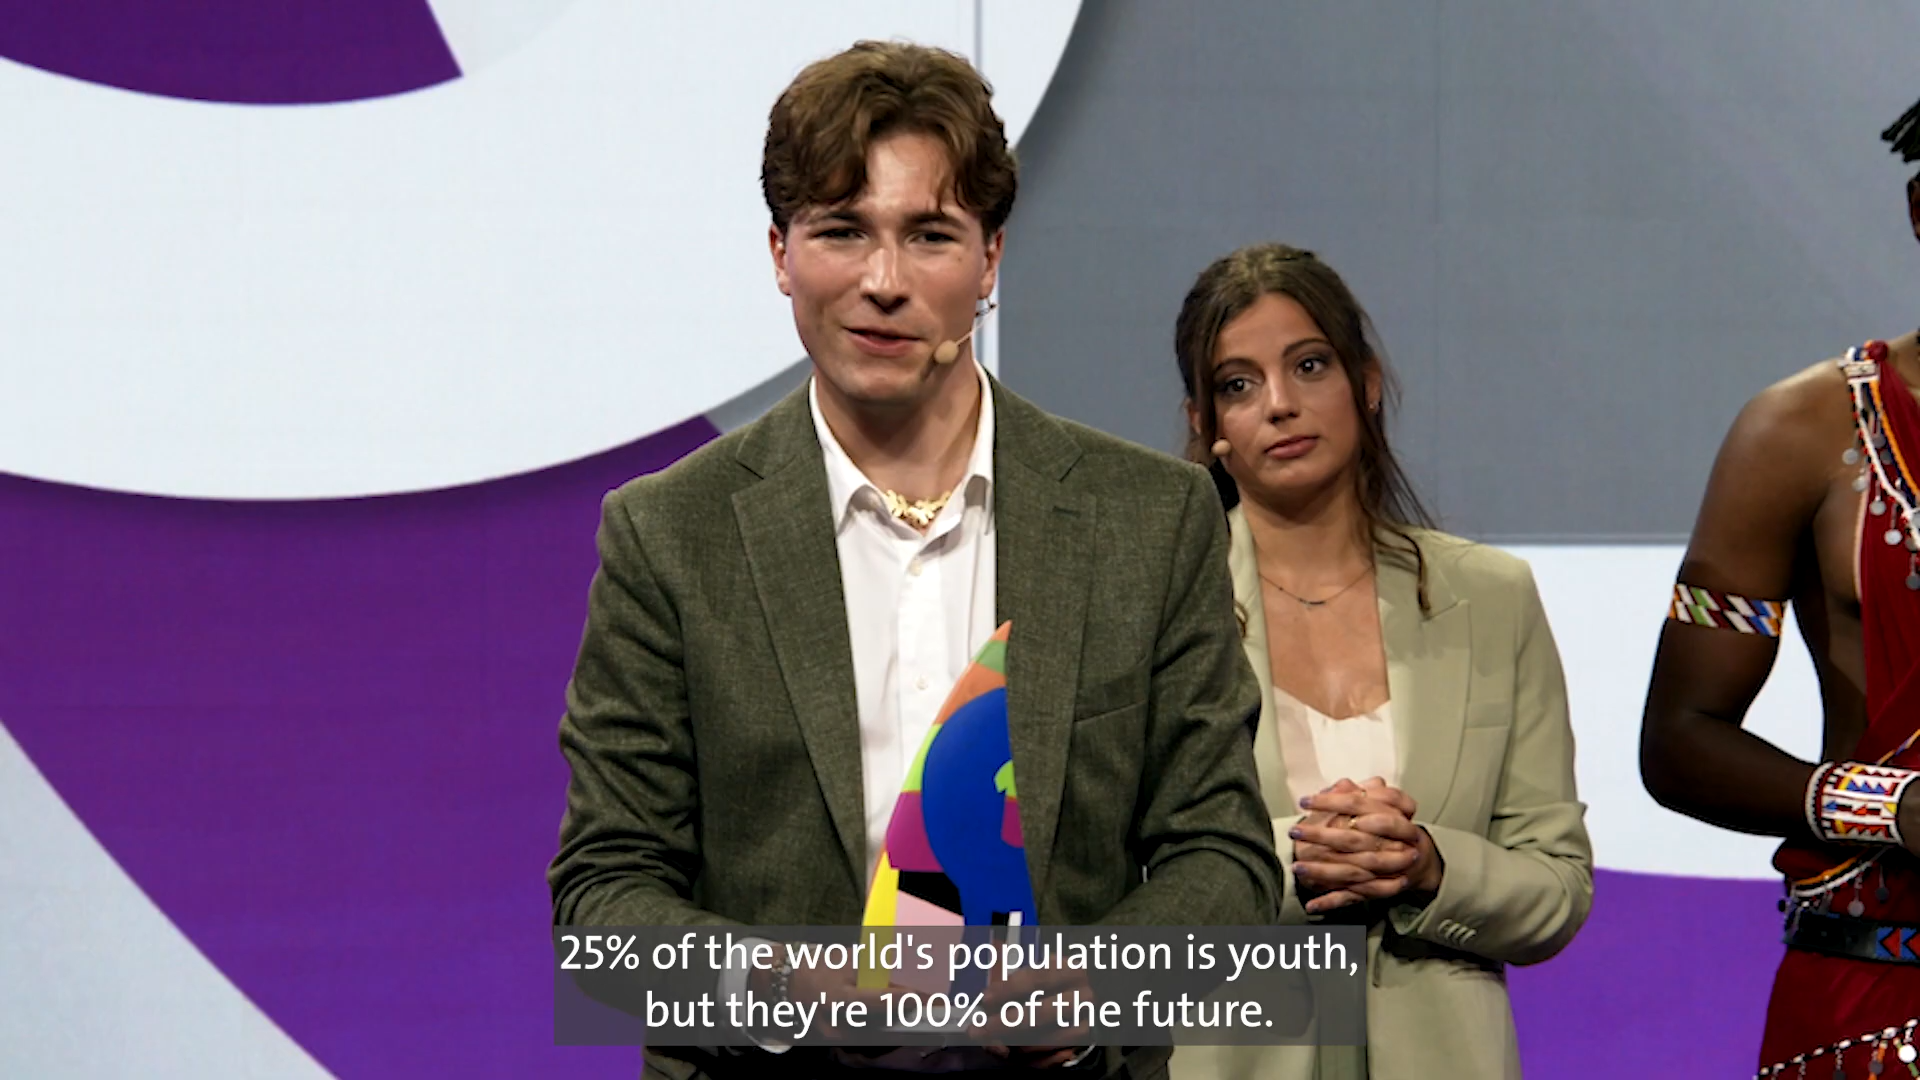 25% of the world's population is youth,
but they're 100% of the future.